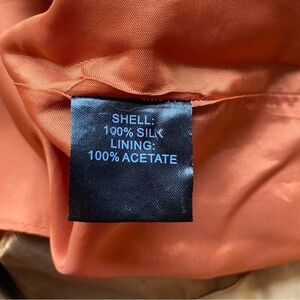 SHELL:
100% SILK
LINING:
100% ACETATE